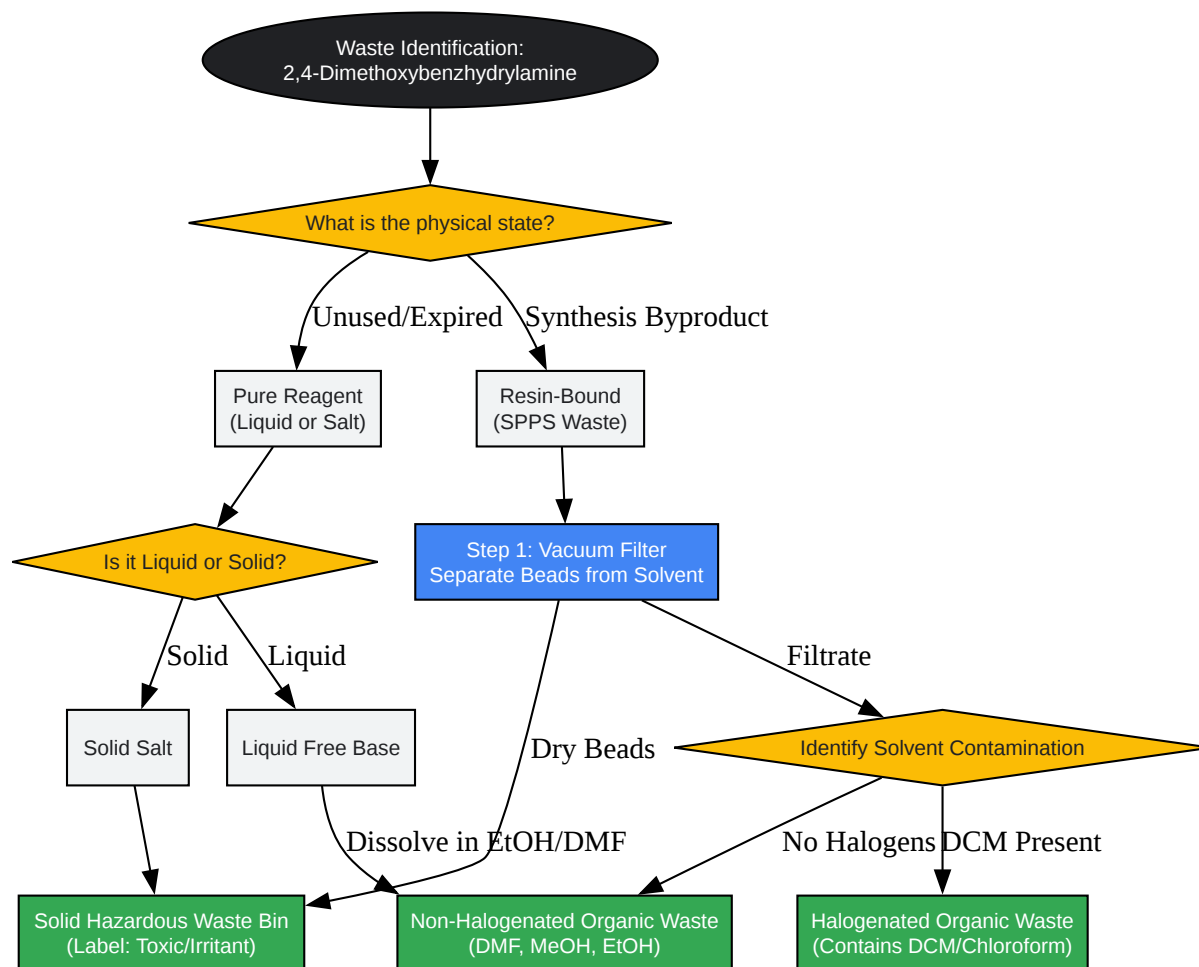 Waste Identification:
2,4-Dimethoxybenzhydrylamine
What is the physical state?
Unused/Expired
Synthesis Byproduct
Pure Reagent
(Liquid or Salt)
Resin-Bound
(SPPS Waste)
Is it Liquid or Solid?
Step 1: Vacuum Filter
Separate Beads from Solvent
Solid
Liquid
Filtrate
Solid Salt
Liquid Free Base
Dry Beads
Identify Solvent Contamination
Dissolve in EtOH/DMF
No Halogens
DCM Present
Solid Hazardous Waste Bin
(Label: Toxic/Irritant)
Non-Halogenated Organic Waste
(DMF, MeOH, EtOH)
Halogenated Organic Waste
(Contains DCM/Chloroform)